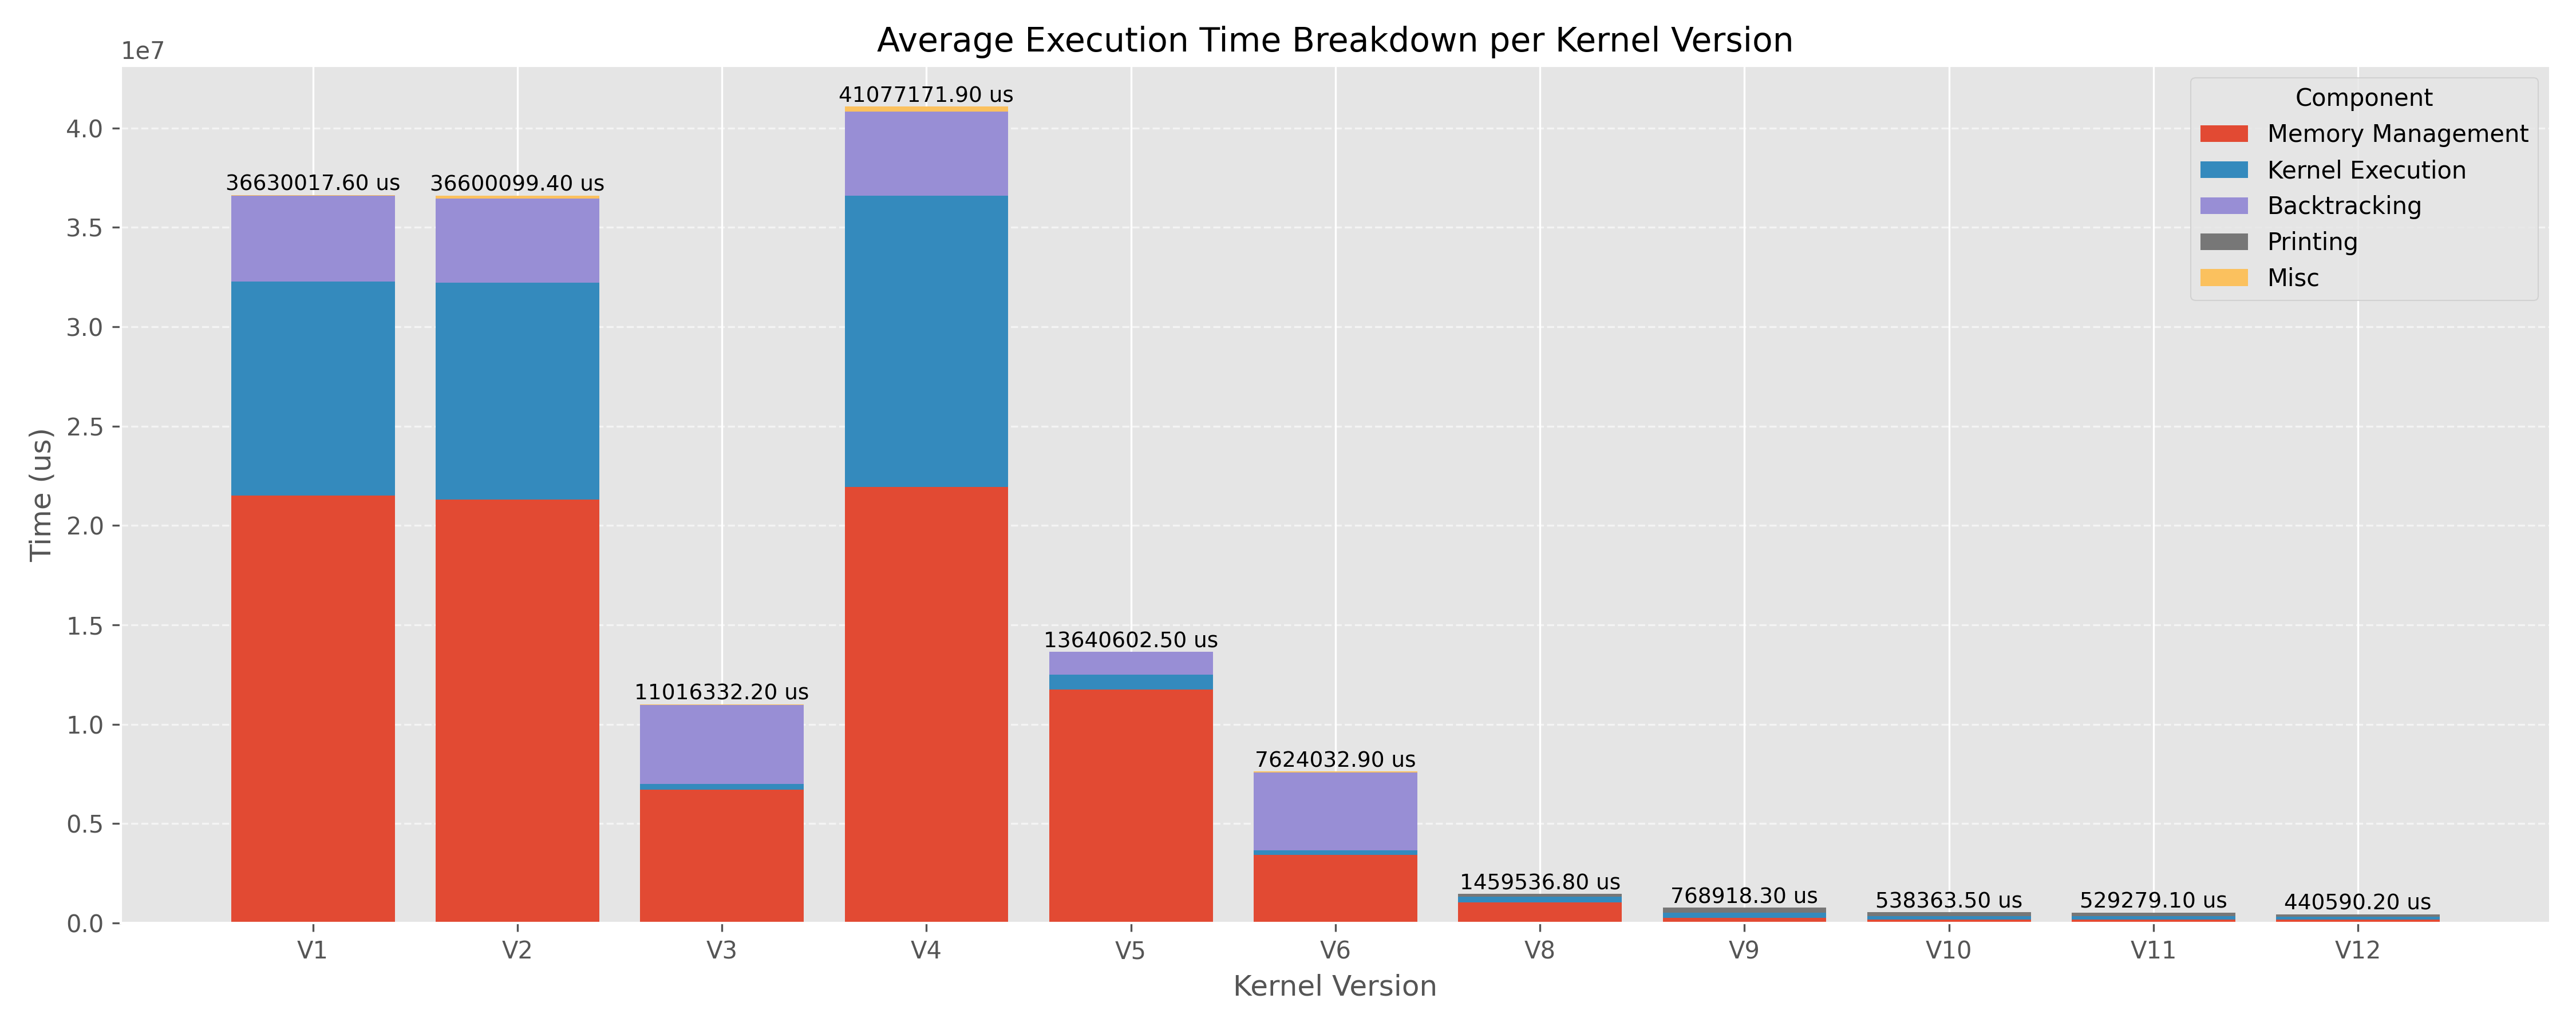 Average Execution Time Breakdown per Kernel Version
1e7
Time (us)
4.0
3.5
3.0
2.5
2.0
1.5
1.0
0.5
0.0
36630017.60 us
36600099.40 us
11016332.20 us
41077171.90 us
13640602.50 us
7624032.90 us
1459536.80 us
768918.30 us
538363.50 us
529279.10 us
440590.20 us
Component
Memory Management
Kernel Execution
Backtracking
Printing
Misc
V1
V2
V3
V4
V5
V6
V8
V9
V10
V11
V12
Kernel Version